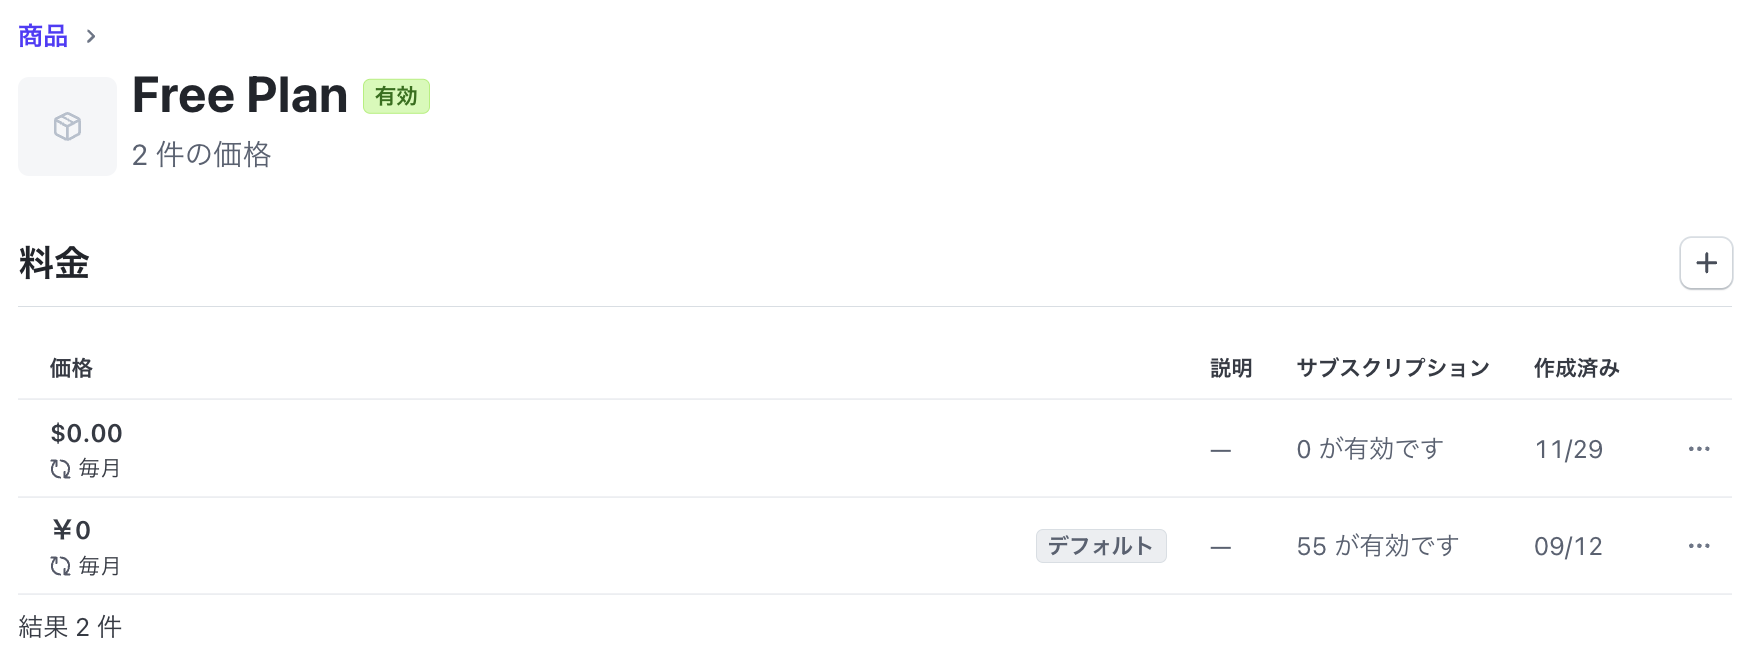 商品
Free Plan 有効
2 件の価格
料金
価格 説明 サブスクリプション 作成済み
$0.00
毎月
— 0 が有効です 11/29
¥0
毎月
デフォルト — 55 が有効です 09/12
結果 2 件